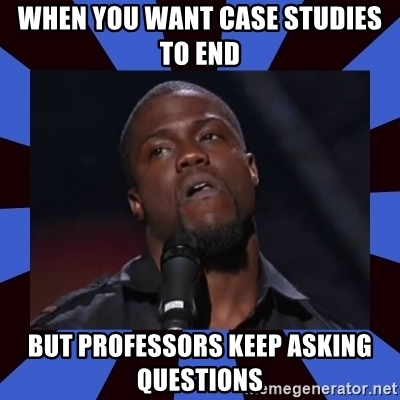 WHEN YOU WANT CASE STUDIES
TO END
BUT PROFESSORS KEEP ASKING
QUESTIONS
memegenerator.net